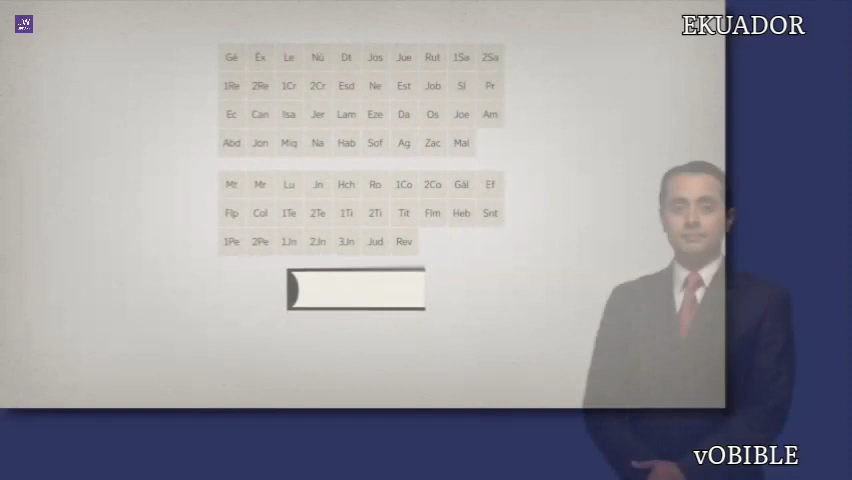 EKUADOR
Gé Éx Le Nú Dt Jos Jue Rut 1Sa 2Sa
1Re 2Re 1Cr 2Cr Esd Ne Est Job Sl Pr
Ec Can Isa Jer Lam Eze Da Os Joe Am
Abd Jon Miq Na Hab Sof Ag Zac Mal
Mt Mr Lu Jn Hch Ro 1Co 2Co Gál Ef
Flp Col 1Te 2Te 1Ti 2Ti Tit Flm Heb Snt
1Pe 2Pe 1Jn 2Jn 3Jn Jud Rev
vOBIBLE